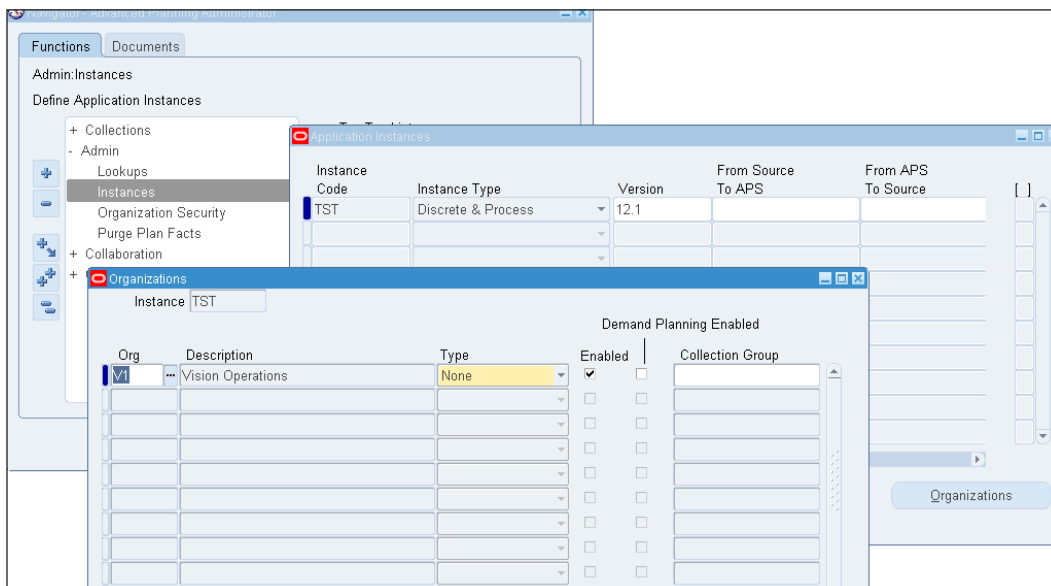 Navigator - Advanced Planning Administrator
Functions
Documents
Admin:Instances
Define Application Instances
+ Collections
- Admin
Lookups
Instances
Organization Security
Purge Plan Facts
+ Collaboration
+
Application Instances
Instance Code
Instance Type
Version
From Source To APS
From APS To Source
[ ]
TST
Discrete & Process
12.1
Organizations
Organizations
Instance TST
Demand Planning Enabled
Org
Description
Type
Enabled
Collection Group
V1
Vision Operations
None